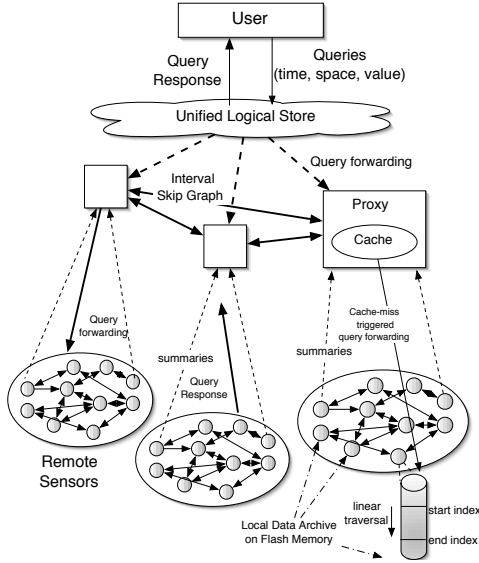 User
Query
Response
Queries
(time, space, value)
Unified Logical Store
Query forwarding
Interval
Skip Graph
Proxy
Cache
Query
forwarding
summaries
Query
Response
summaries
Cache-miss
triggered
query forwarding
Remote
Sensors
Local Data Archive
on Flash Memory
linear
traversal
start index
end index